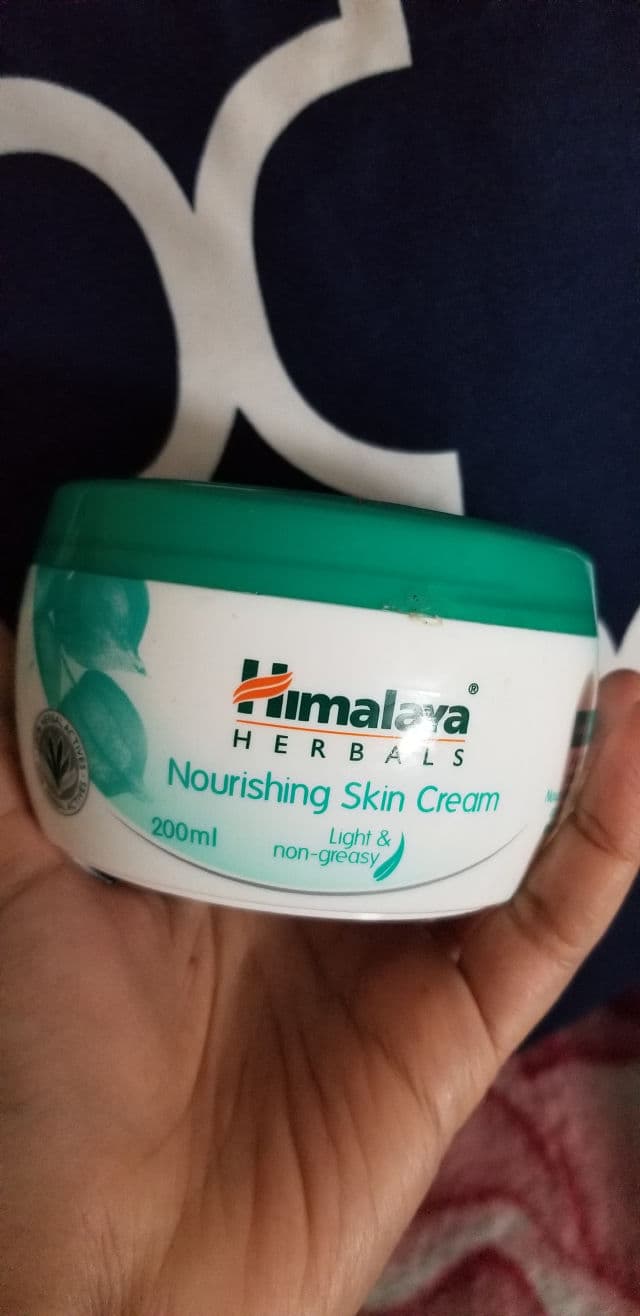 Himalaya®
HERBALS
Nourishing Skin Cream
200ml
Light &
non-greasy